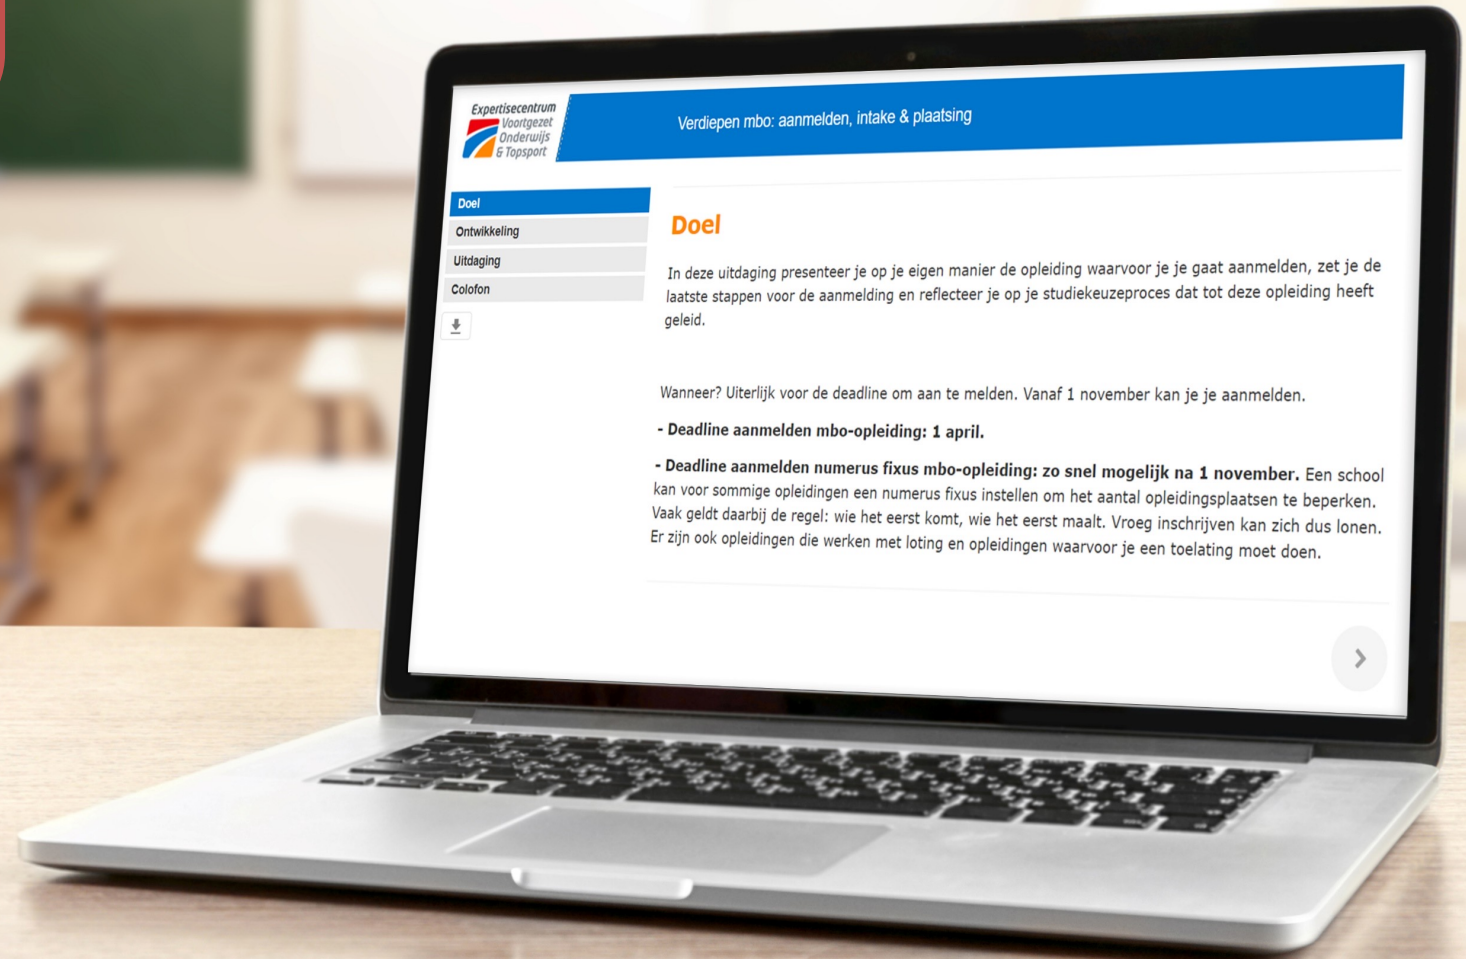 Expertisecentrum
Voortgezet
Onderwijs
& Topsport
Verdiepen mbo: aanmelden, intake & plaatsing
Doel
Ontwikkeling
Uitdaging
Colofon
Doel
In deze uitdaging presenteer je op je eigen manier de opleiding waarvoor je je gaat aanmelden, zet je de
laatste stappen voor de aanmelding en reflecteer je op je studiekeuzeproces dat tot deze opleiding heeft
geleid.
Wanneer? Uiterlijk voor de deadline om aan te melden. Vanaf 1 november kan je je aanmelden.
- Deadline aanmelden mbo-opleiding: 1 april.
- Deadline aanmelden numerus fixus mbo-opleiding: zo snel mogelijk na 1 november. Een school
kan voor sommige opleidingen een numerus fixus instellen om het aantal opleidingsplaatsen te beperken.
Vaak geldt daarbij de regel: wie het eerst komt, wie het eerst maalt. Vroeg inschrijven kan zich dus lonen.
Er zijn ook opleidingen die werken met loting en opleidingen waarvoor je een toelating moet doen.